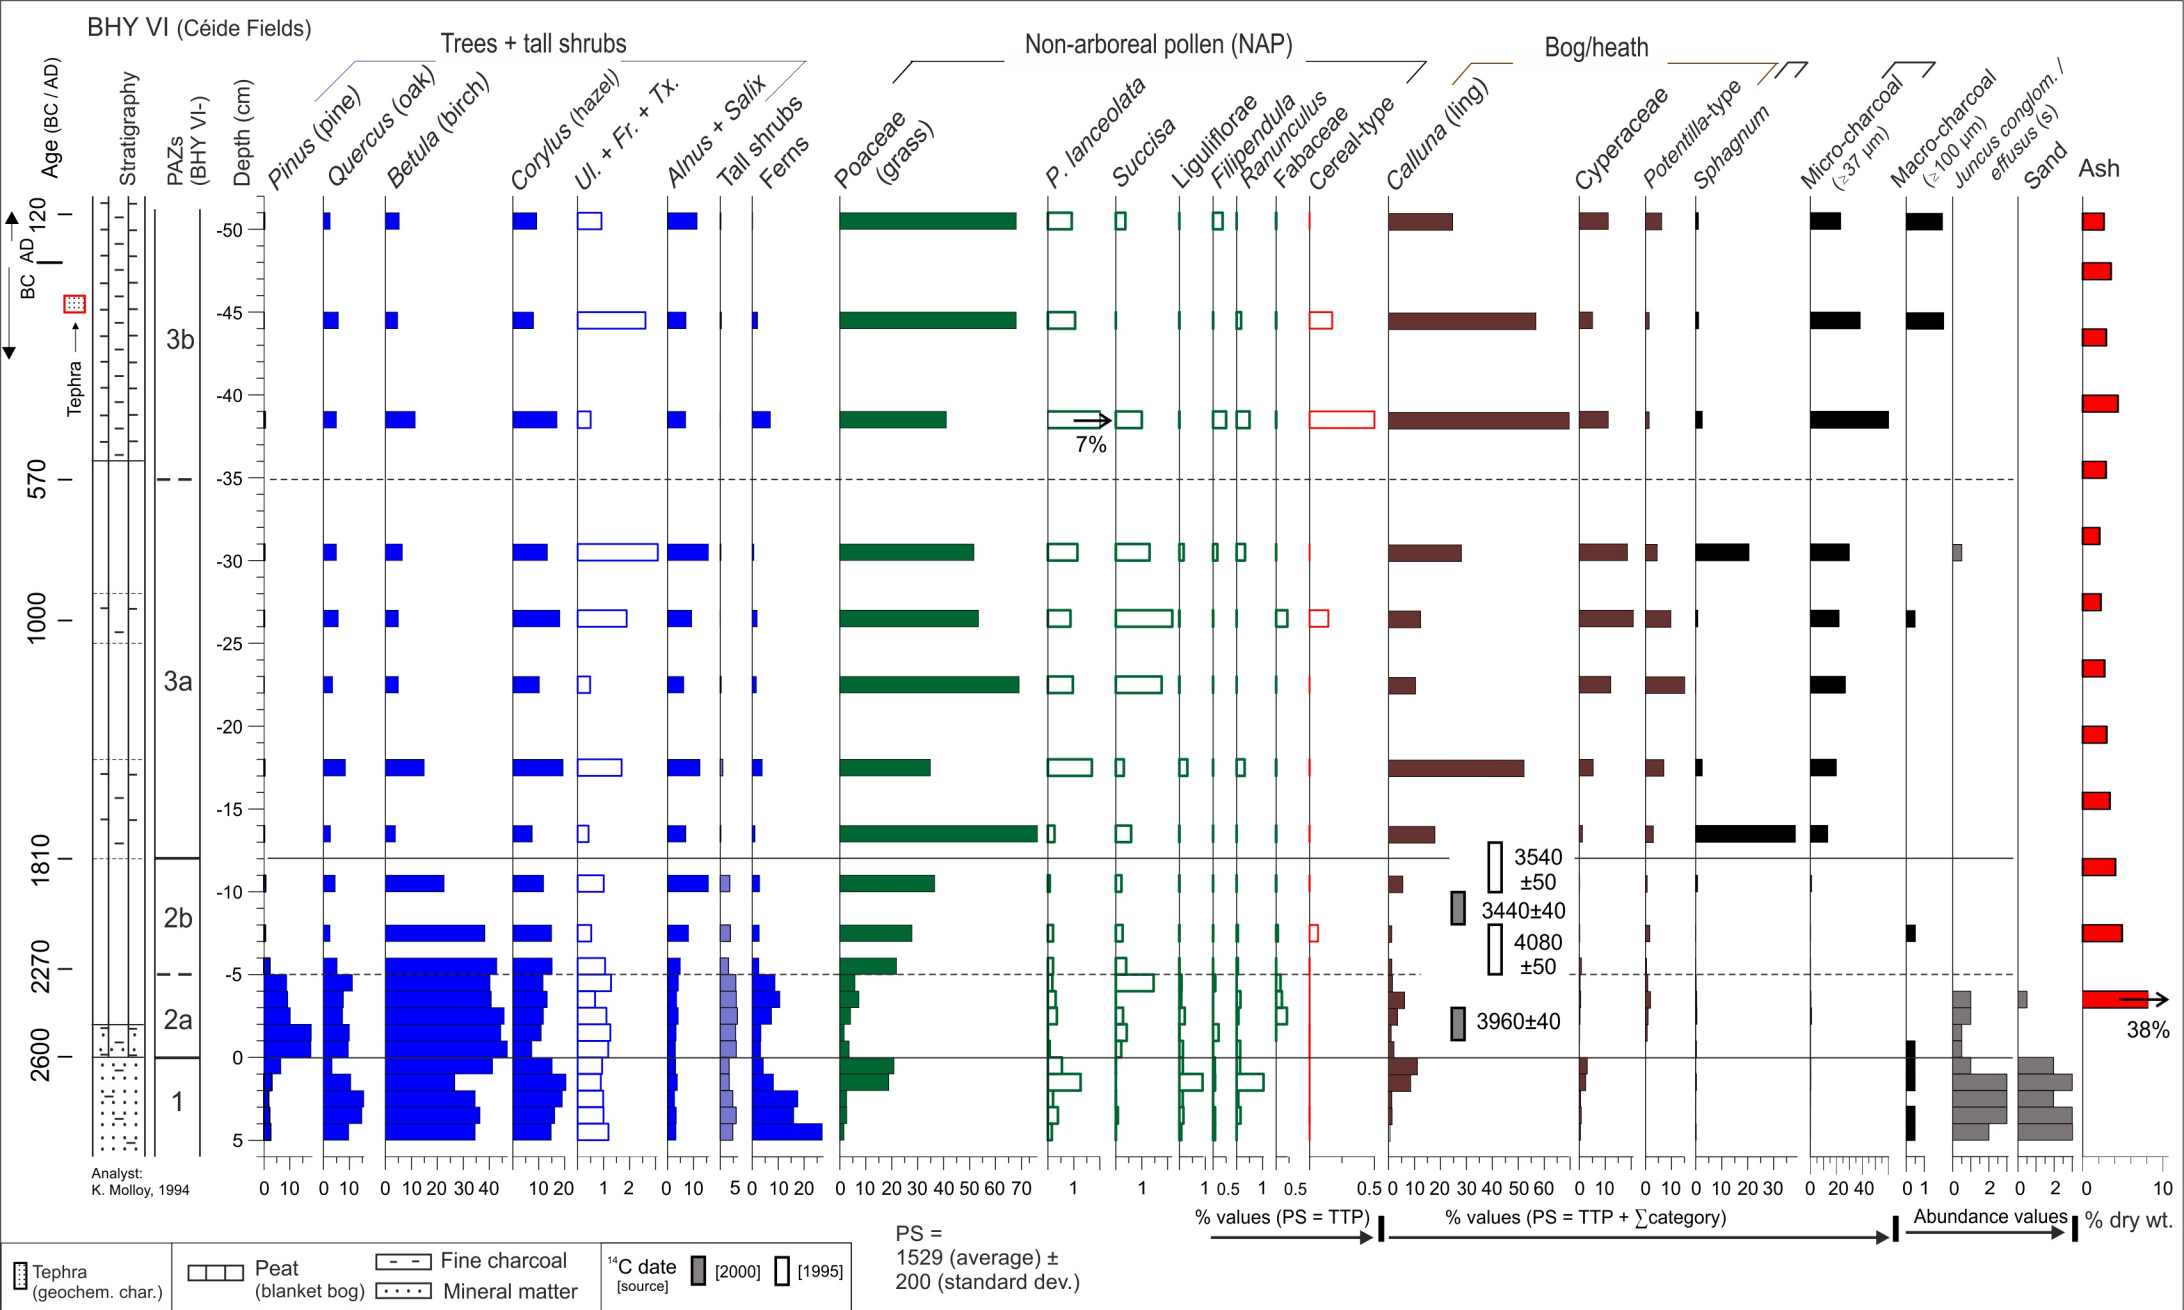 BHY VI (Céide Fields)
Trees + tall shrubs
Non-arboreal pollen (NAP)
Bog/heath
Age (BC / AD)
Stratigraphy
PAZs
(BHY VI-)
Depth (cm)
Pinus (pine)
Quercus (oak)
Betula (birch)
Corylus (hazel)
Ul. + Fr. + Tx.
Alnus + Salix
Tall shrubs
Ferns
Poaceae
(grass)
P. lanceolata
Succisa
Liguliflorae
Filipendula
Ranunculus
Fabaceae
Cereal-type
Calluna (ling)
Cyperaceae
Potentilla-type
Sphagnum
Micro-charcoal
(≥37 µm)
Macro-charcoal
(≥ 100 µm)
Juncus conglom. /
effusus (s)
Sand
Ash
120
AD
BC
Tephra
570
1000
1810
2270
2600
3b
3a
2b
2a
1
-50
-45
-40
-35
-30
-25
-20
-15
-10
-5
0
5
7%
3540
±50
3440±40
4080
±50
3960±40
38%
Analyst:
K. Molloy, 1994
0 10 0 10 0 10 20 30 40 10 20 1 2 0 10 5 0 10 20 0 10 20 30 40 50 60 70 1 1 1 0.5 1 0.5 0.5 0 10 20 30 40 50 60 0 10 0 0 10 20 30 0 20 40 0 1 0 2 0 2 0 10
% values (PS = TTP)
% values (PS = TTP + ∑category)
Abundance values
% dry wt.
PS =
1529 (average) ±
200 (standard dev.)
Tephra
(geochem. char.)
Peat
(blanket bog)
Fine charcoal
Mineral matter
14C date
[source]
[2000]
[1995]